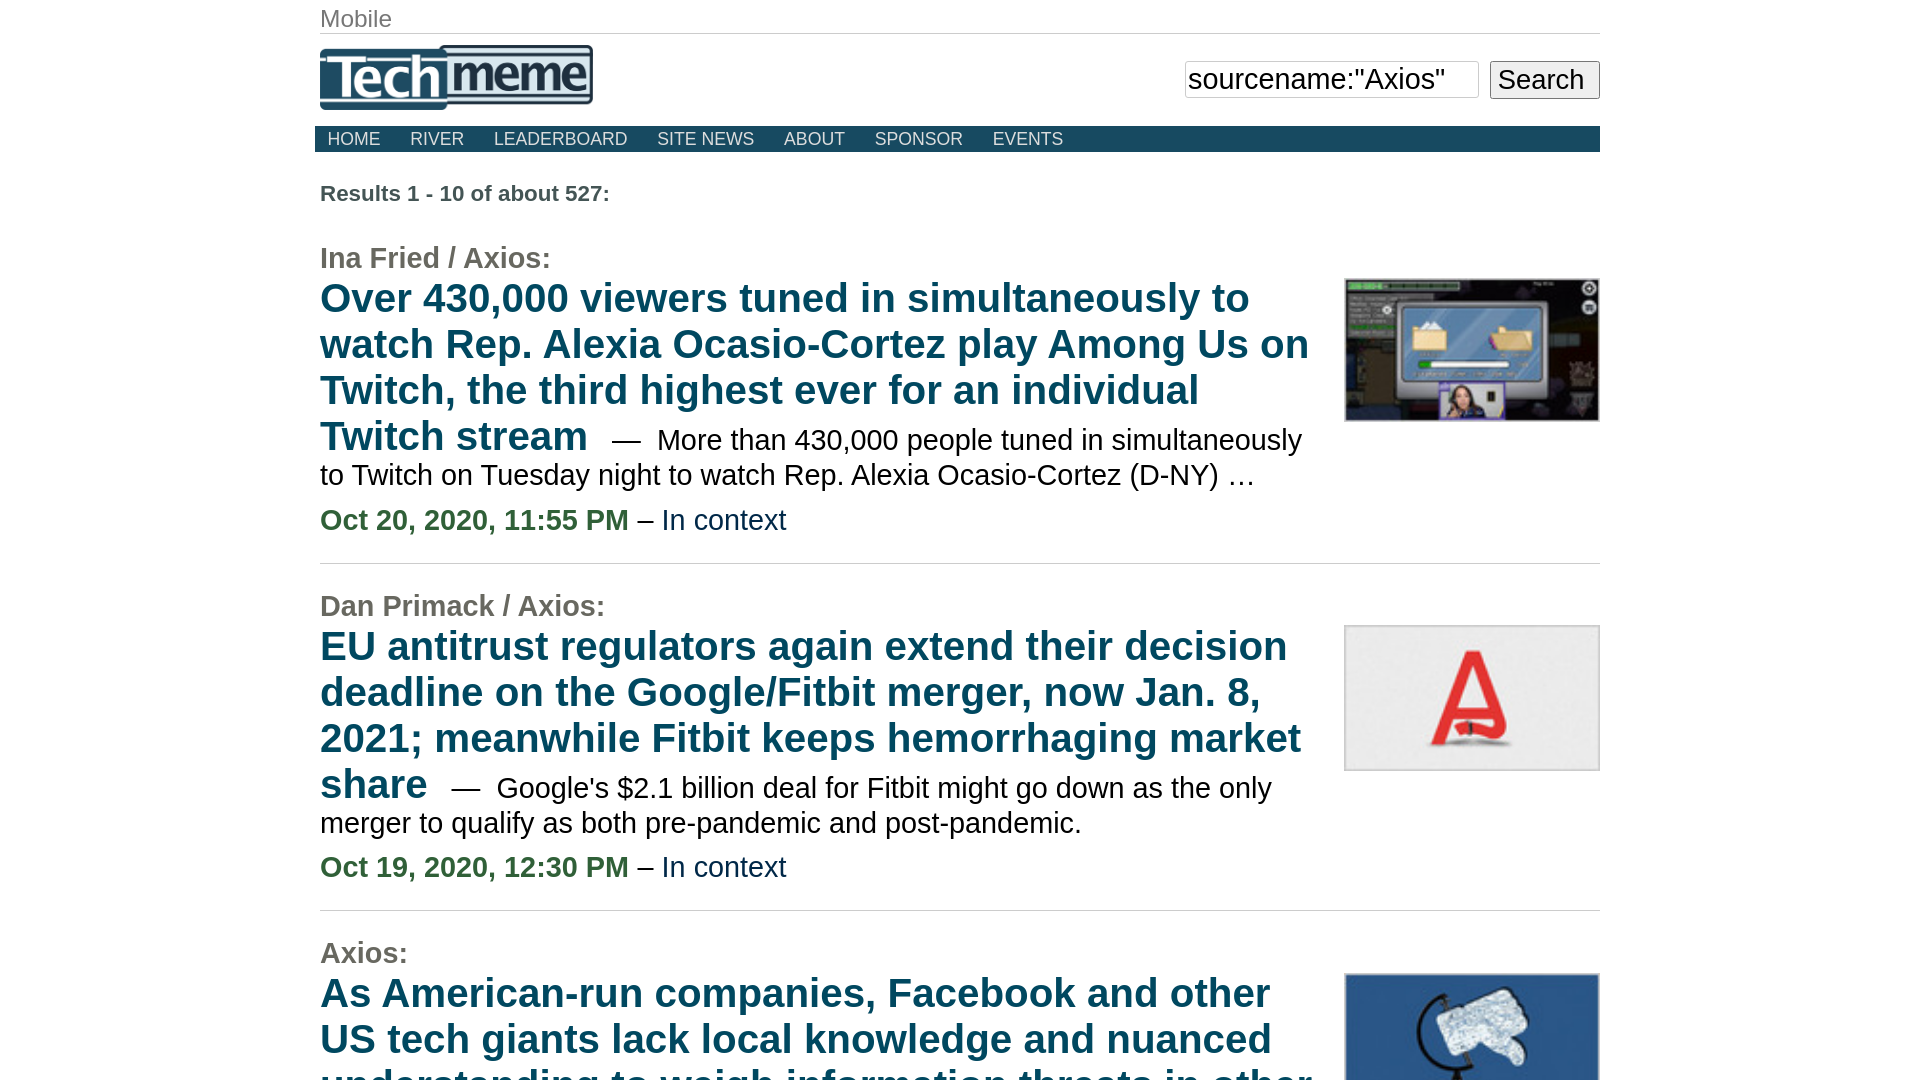 Mobile
Techmeme
sourcename:"Axios"
Search
HOME RIVER LEADERBOARD SITE NEWS ABOUT SPONSOR EVENTS
Results 1 - 10 of about 527:
Ina Fried / Axios:
Over 430,000 viewers tuned in simultaneously to
watch Rep. Alexia Ocasio-Cortez play Among Us on
Twitch, the third highest ever for an individual
Twitch stream — More than 430,000 people tuned in simultaneously
to Twitch on Tuesday night to watch Rep. Alexia Ocasio-Cortez (D-NY) …
Oct 20, 2020, 11:55 PM – In context
Dan Primack / Axios:
EU antitrust regulators again extend their decision
deadline on the Google/Fitbit merger, now Jan. 8,
2021; meanwhile Fitbit keeps hemorrhaging market
share — Google's $2.1 billion deal for Fitbit might go down as the only
merger to qualify as both pre-pandemic and post-pandemic.
Oct 19, 2020, 12:30 PM – In context
Axios:
As American-run companies, Facebook and other
US tech giants lack local knowledge and nuanced
understanding to weigh information threats in other